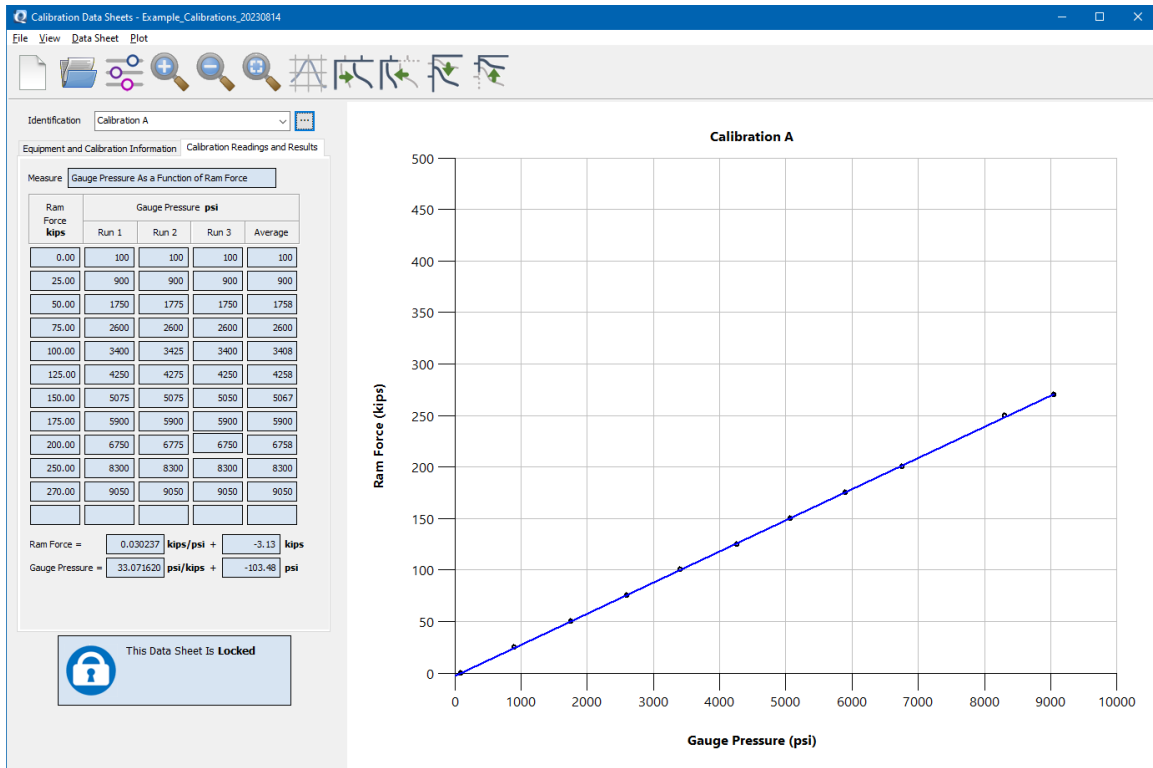 Calibration Data Sheets - Example_Calibrations_20230814
File View Data Sheet Plot
Identification Calibration A ...
Equipment and Calibration Information Calibration Readings and Results
Measure Gauge Pressure As a Function of Ram Force
Ram Force kips Gauge Pressure psi
Run 1 Run 2 Run 3 Average
0.00 100 100 100 100
25.00 900 900 900 900
50.00 1750 1775 1750 1758
75.00 2600 2600 2600 2600
100.00 3400 3425 3400 3408
125.00 4250 4275 4250 4258
150.00 5075 5075 5050 5067
175.00 5900 5900 5900 5900
200.00 6750 6775 6750 6758
250.00 8300 8300 8300 8300
270.00 9050 9050 9050 9050
Ram Force = 0.030237 kips/psi + -3.13 kips
Gauge Pressure = 33.071620 psi/kips + -103.48 psi
This Data Sheet Is Locked
Calibration A
500
450
400
350
300
250
200
150
100
50
0
Ram Force (kips)
0 1000 2000 3000 4000 5000 6000 7000 8000 9000 10000
Gauge Pressure (psi)